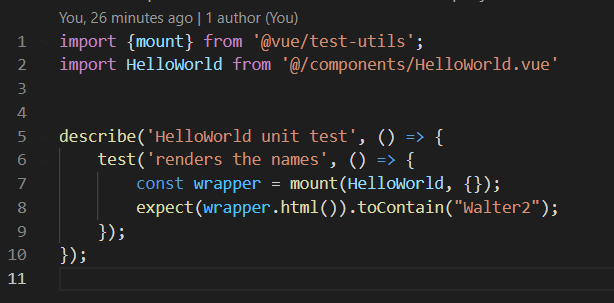 You, 26 minutes ago | 1 author (You)
1 import {mount} from '@vue/test-utils';
2 import HelloWorld from '@/components/HelloWorld.vue'
3
4
5 describe('HelloWorld unit test', () => {
6     test('renders the names', () => {
7         const wrapper = mount(HelloWorld, {});
8         expect(wrapper.html()).toContain("Walter2");
9     });
10 });
11